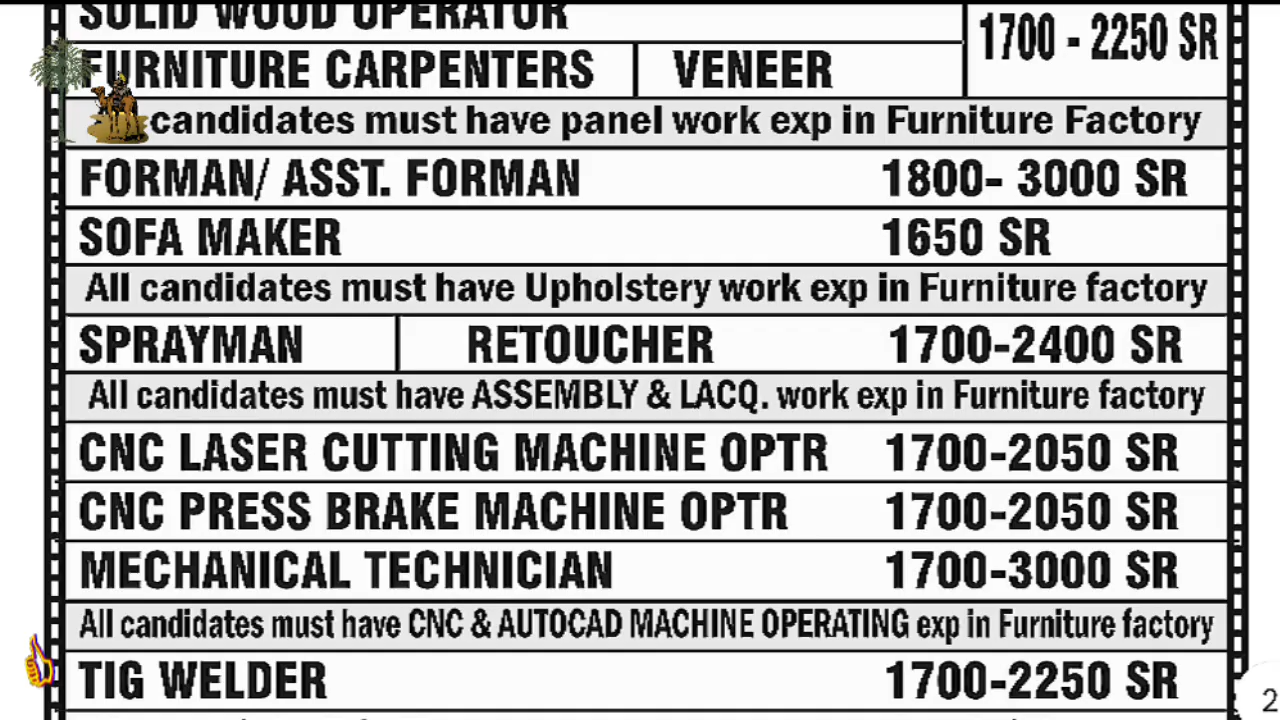 SOLID WOOD OPERATOR
1700 - 2250 SR
FURNITURE CARPENTERS VENEER
candidates must have panel work exp in Furniture Factory
FORMAN/ ASST. FORMAN 1800- 3000 SR
SOFA MAKER 1650 SR
All candidates must have Upholstery work exp in Furniture factory
SPRAYMAN RETOUCHER 1700-2400 SR
All candidates must have ASSEMBLY & LACQ. work exp in Furniture factory
CNC LASER CUTTING MACHINE OPTR 1700-2050 SR
CNC PRESS BRAKE MACHINE OPTR 1700-2050 SR
MECHANICAL TECHNICIAN 1700-3000 SR
All candidates must have CNC & AUTOCAD MACHINE OPERATING exp in Furniture factory
TIG WELDER 1700-2250 SR
2